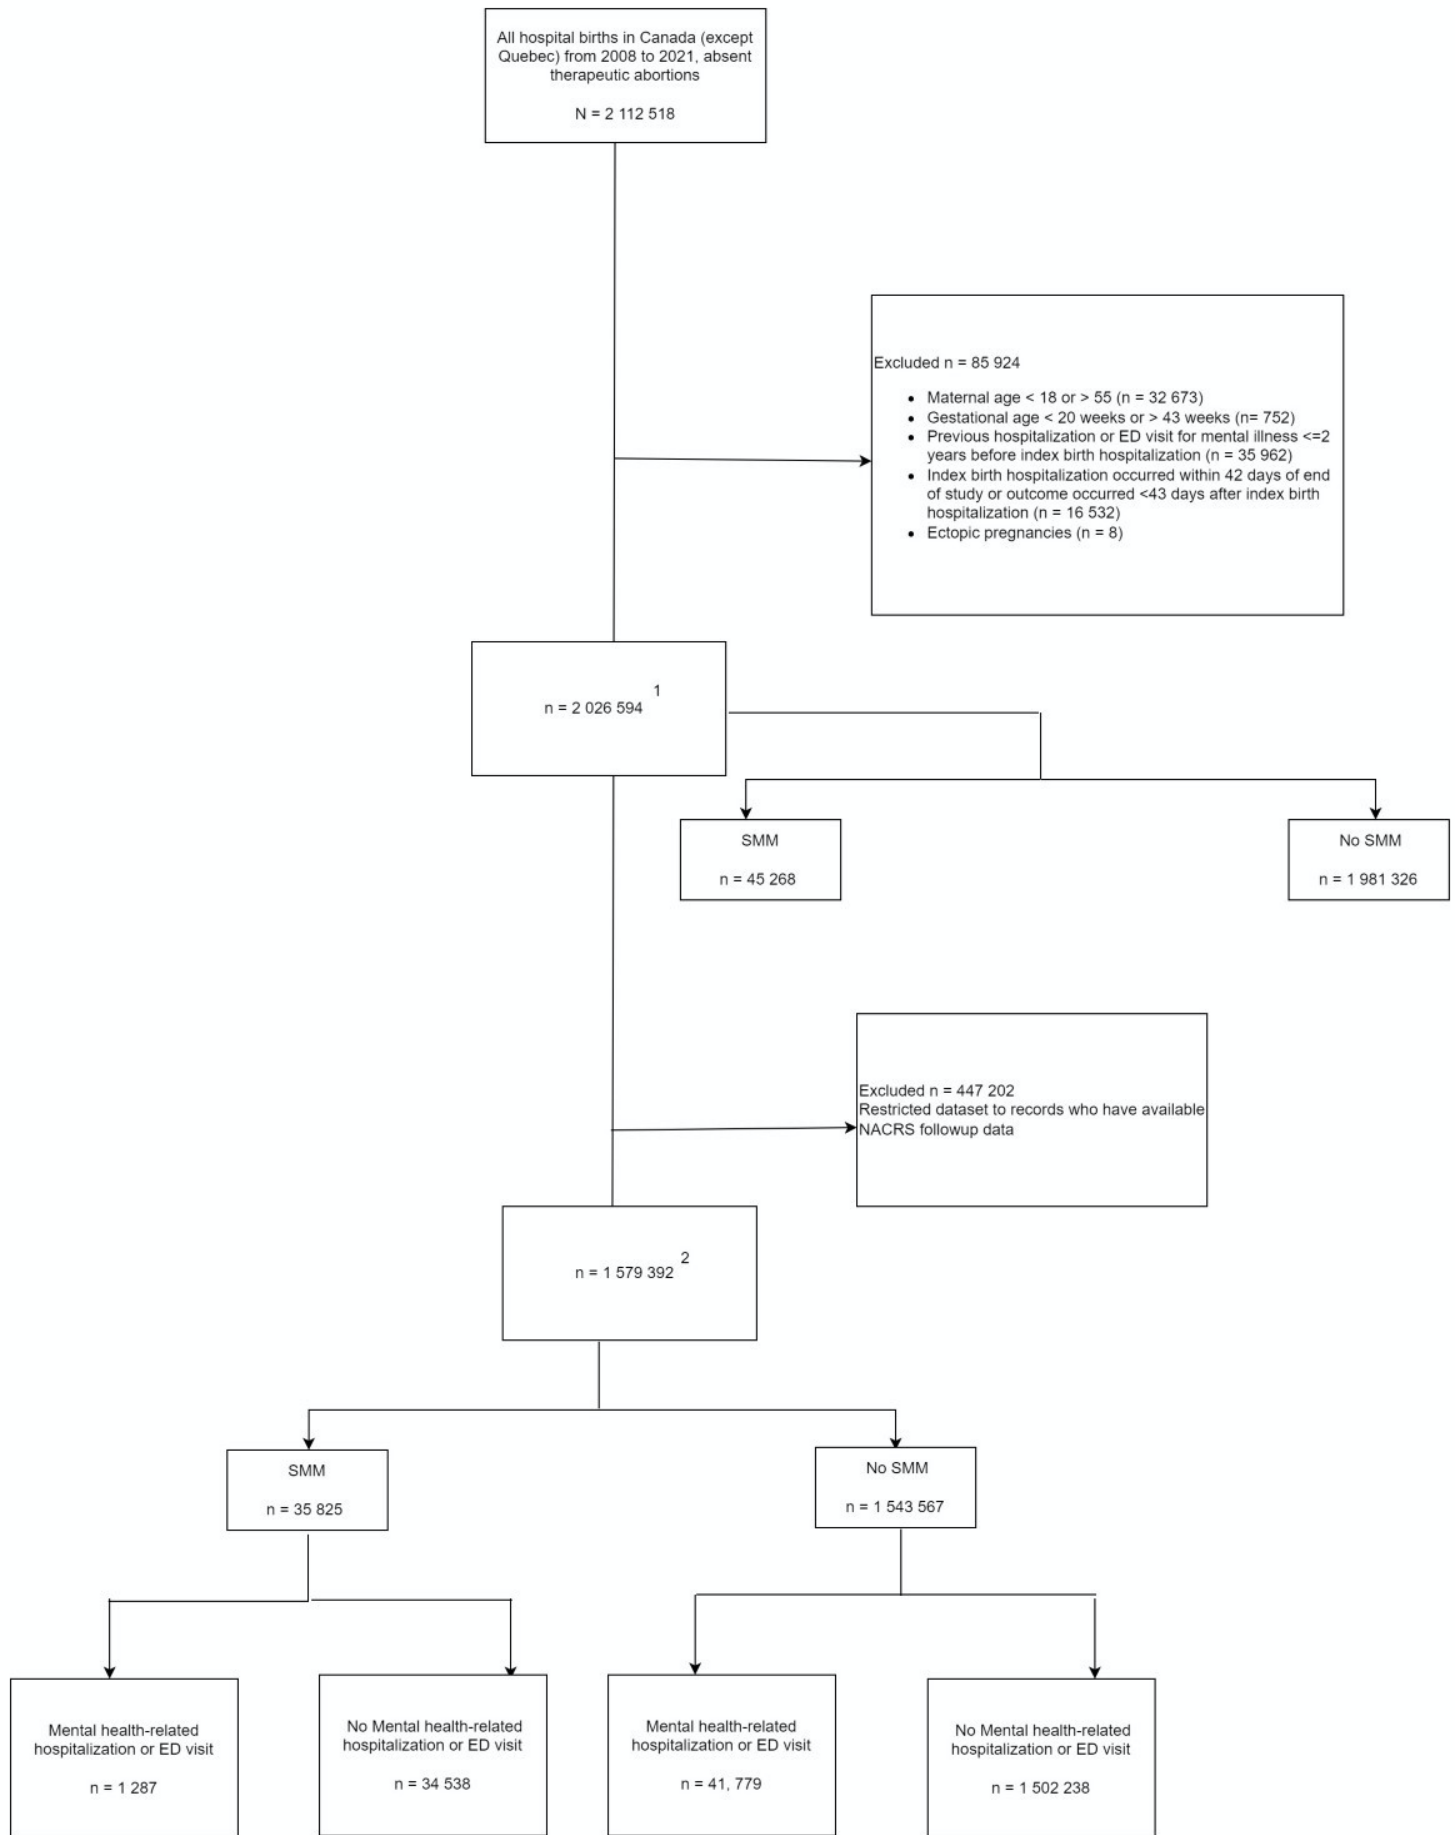 All hospital births in Canada (except
Quebec) from 2008 to 2021, absent
therapeutic abortions
N = 2 112 518
Excluded n = 85 924
• Maternal age < 18 or > 55 (n = 32 673)
• Gestational age < 20 weeks or > 43 weeks (n= 752)
• Previous hospitalization or ED visit for mental illness <=2
years before index birth hospitalization (n = 35 962)
• Index birth hospitalization occurred within 42 days of end
of study or outcome occurred <43 days after index birth
hospitalization (n = 16 532)
• Ectopic pregnancies (n = 8)
n = 2 026 594 1
SMM
n = 45 268
No SMM
n = 1 981 326
Excluded n = 447 202
Restricted dataset to records who have available
NACRS followup data
n = 1 579 392 2
SMM
n = 35 825
No SMM
n = 1 543 567
Mental health-related
hospitalization or ED visit
n = 1 287
No Mental health-related
hospitalization or ED visit
n = 34 538
Mental health-related
hospitalization or ED visit
n = 41, 779
No Mental health-related
hospitalization or ED visit
n = 1 502 238